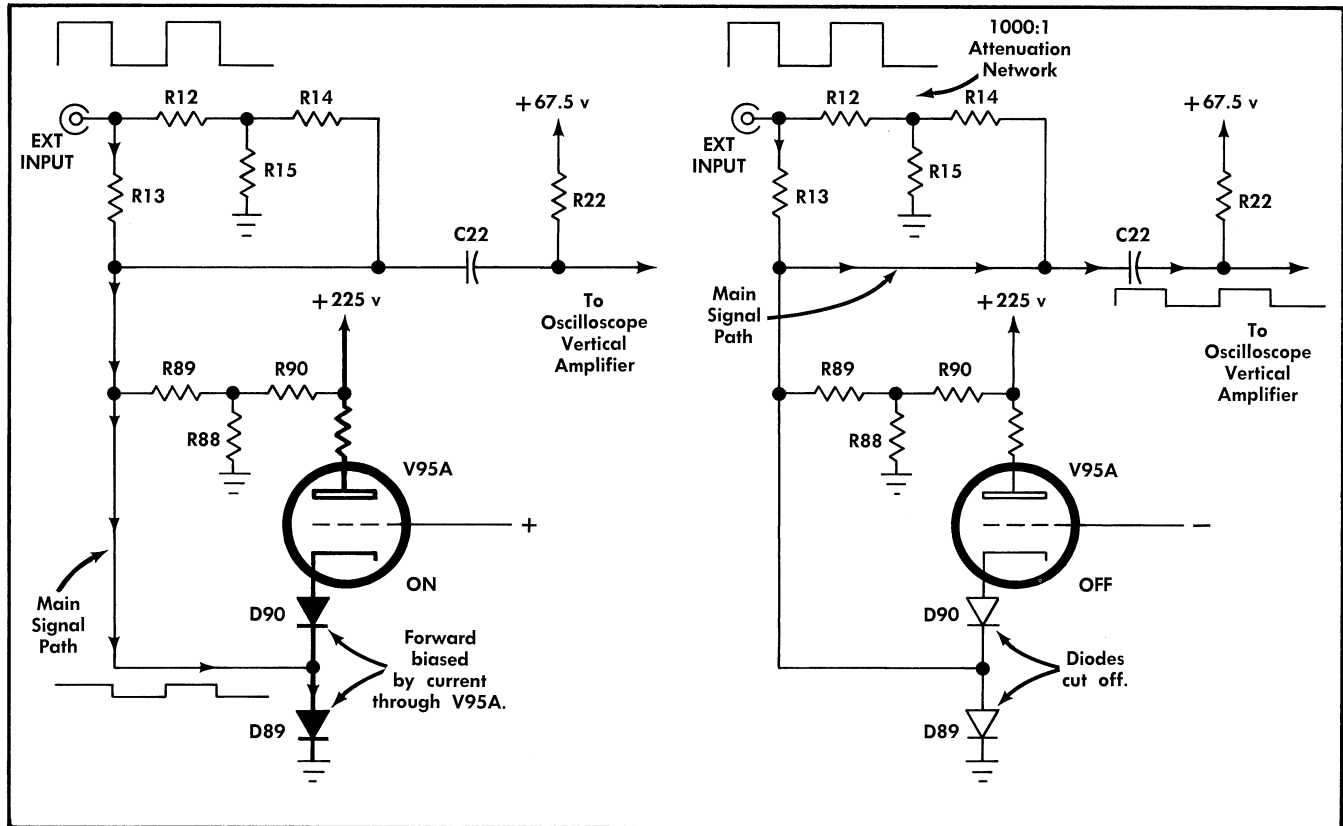 R12
R14
EXT
INPUT
R15
R13
+ 67.5 v
R22
C22
To
Oscilloscope
Vertical
Amplifier
+ 225 v
R89
R90
R88
V95A
+
ON
Main
Signal
Path
D90
Forward
biased
by current
through V95A.
D89
1000:1
Attenuation
Network
R12
R14
EXT
INPUT
R15
R13
+ 67.5 v
R22
C22
Main
Signal
Path
To
Oscilloscope
Vertical
Amplifier
+ 225 v
R89
R90
R88
V95A
−
OFF
D90
Diodes
cut off.
D89